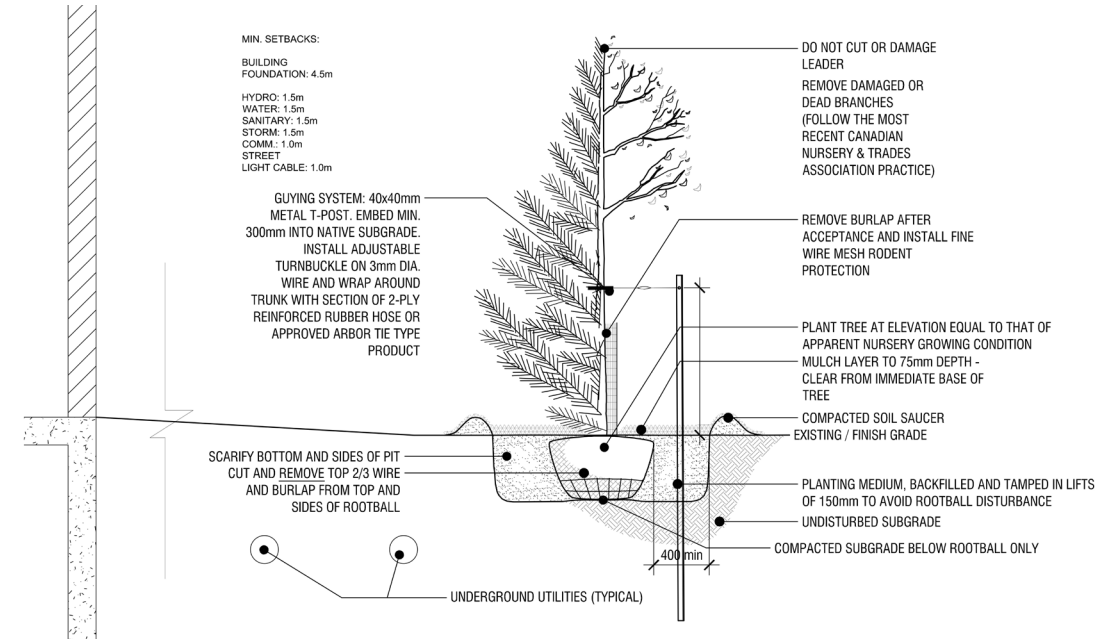 MIN. SETBACKS:
BUILDING
FOUNDATION: 4.5m
HYDRO: 1.5m
WATER: 1.5m
SANITARY: 1.5m
STORM: 1.5m
COMM.: 1.0m
STREET
LIGHT CABLE: 1.0m
GUYING SYSTEM: 40x40mm
METAL T-POST. EMBED MIN.
300mm INTO NATIVE SUBGRADE.
INSTALL ADJUSTABLE
TURNBUCKLE ON 3mm DIA.
WIRE AND WRAP AROUND
TRUNK WITH SECTION OF 2-PLY
REINFORCED RUBBER HOSE OR
APPROVED ARBOR TIE TYPE
PRODUCT
SCARIFY BOTTOM AND SIDES OF PIT
CUT AND REMOVE TOP 2/3 WIRE
AND BURLAP FROM TOP AND
SIDES OF ROOTBALL
UNDERGROUND UTILITIES (TYPICAL)
DO NOT CUT OR DAMAGE
LEADER
REMOVE DAMAGED OR
DEAD BRANCHES
(FOLLOW THE MOST
RECENT CANADIAN
NURSERY & TRADES
ASSOCIATION PRACTICE)
REMOVE BURLAP AFTER
ACCEPTANCE AND INSTALL FINE
WIRE MESH RODENT
PROTECTION
PLANT TREE AT ELEVATION EQUAL TO THAT OF
APPARENT NURSERY GROWING CONDITION
MULCH LAYER TO 75mm DEPTH -
CLEAR FROM IMMEDIATE BASE OF
TREE
COMPACTED SOIL SAUCER
EXISTING / FINISH GRADE
PLANTING MEDIUM, BACKFILLED AND TAMPED IN LIFTS
OF 150mm TO AVOID ROOTBALL DISTURBANCE
UNDISTURBED SUBGRADE
COMPACTED SUBGRADE BELOW ROOTBALL ONLY
400 min